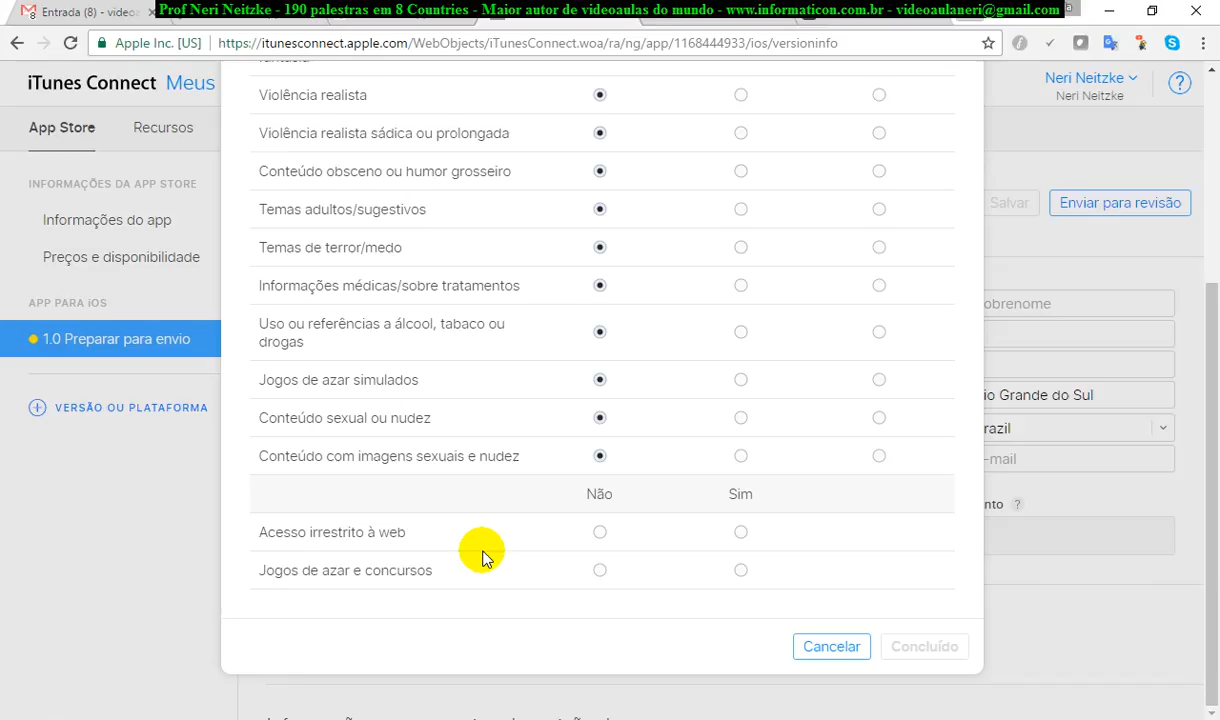 Entrada (8) - videoa
Prof Neri Neitzke - 190 palestras em 8 Countries - Maior autor de videoaulas do mundo - www.informaticon.com.br - videoaulaneri@gmail.com
Apple Inc. [US] https://itunesconnect.apple.com/WebObjects/iTunesConnect.woa/ra/ng/app/1168444933/ios/versioninfo
iTunes Connect Meus
Neri Neitzke
Neri Neitzke
?
App Store Recursos
INFORMAÇÕES DA APP STORE
Informações do app
Preços e disponibilidade
APP PARA iOS
1.0 Preparar para envio
VERSÃO OU PLATAFORMA
fantasia
Violência realista
Violência realista sádica ou prolongada
Conteúdo obsceno ou humor grosseiro
Temas adultos/sugestivos
Temas de terror/medo
Informações médicas/sobre tratamentos
Uso ou referências a álcool, tabaco ou
drogas
Jogos de azar simulados
Conteúdo sexual ou nudez
Conteúdo com imagens sexuais e nudez
Não Sim
Acesso irrestrito à web
Jogos de azar e concursos
Cancelar Concluído
Salvar Enviar para revisão
obrenome
io Grande do Sul
razil
-mail
nto ?